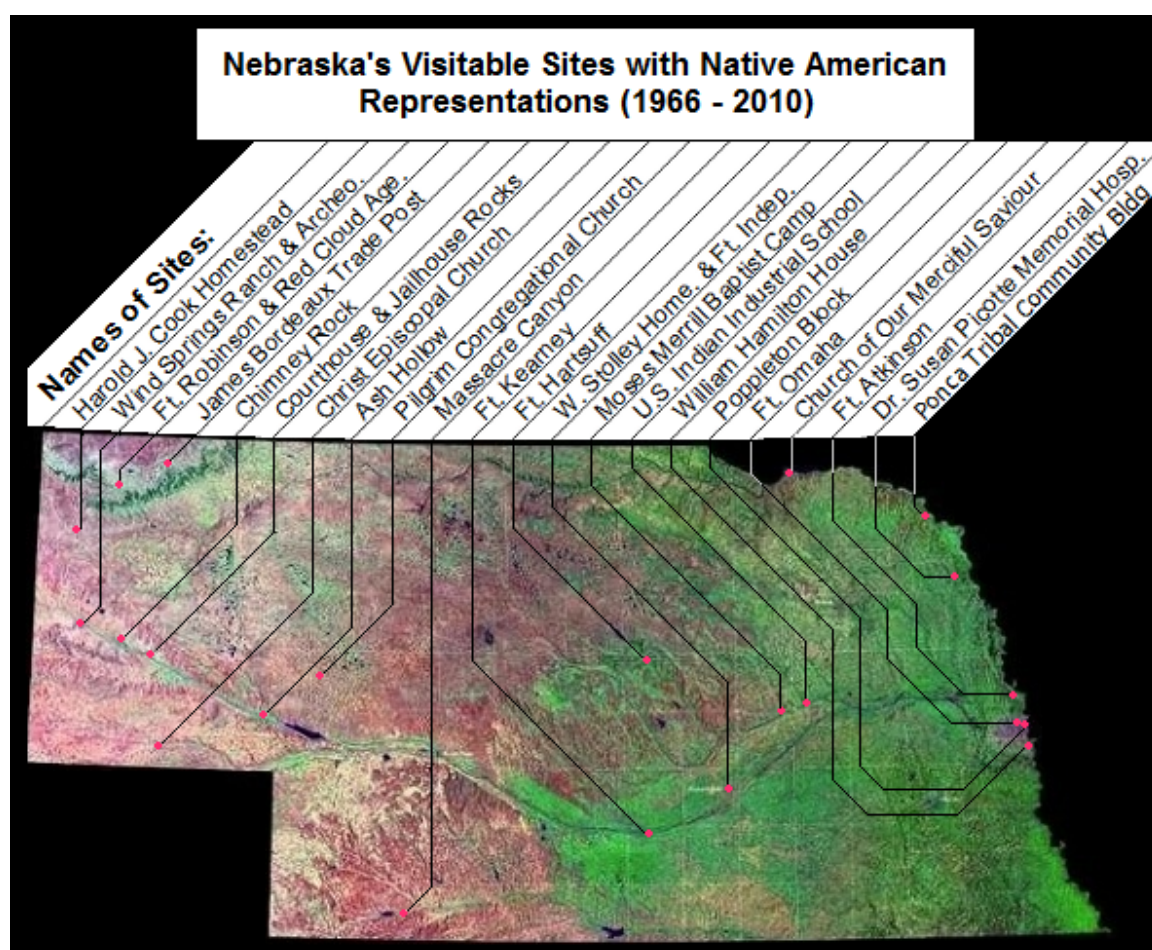 Nebraska's Visitable Sites with Native American
Representations (1966 - 2010)
Names of Sites:
Harold J. Cook Homestead
Wind Springs Ranch & Archeo.
Ft. Robinson & Red Cloud Age.
James Bordeaux Trade Post
Chimney Rock
Courthouse & Jailhouse Rocks
Christ Episcopal Church
Ash Hollow
Pilgrim Congregational Church
Massacre Canyon
Ft. Kearney
Ft. Hartsuff
W. Stolley Home. & Ft. Indep.
Moses Merrill Baptist Camp
U.S. Indian Industrial School
William Hamilton House
Poppleton Block
Ft. Omaha
Church of Our Merciful Saviour
Ft. Atkinson
Dr. Susan Picotte Memorial Hosp.
Ponca Tribal Community Bldg